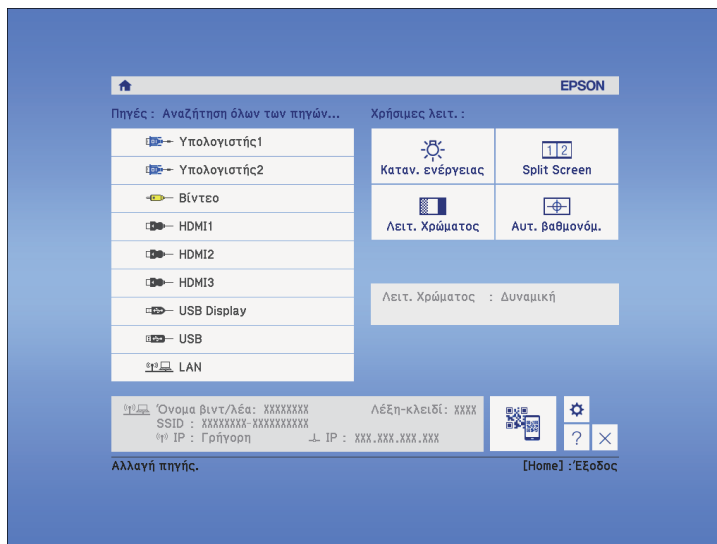 EPSON
Πηγές : Αναζήτηση όλων των πηγών...
Υπολογιστής1
Υπολογιστής2
Βίντεο
HDMI1
HDMI2
HDMI3
USB Display
USB
LAN
Χρήσιμες λειτ. :
Καταν. ενέργειας
1 2
Split Screen
Λειτ. Χρώματος
Αυτ. βαθμονόμ.
Λειτ. Χρώματος : Δυναμική
Όνομα βιντ/λέα: XXXXXXXX Λέξη-κλειδί: XXXX
SSID : XXXXXXXX-XXXXXXXXXX
IP : Γρήγορη IP : XXX.XXX.XXX.XXX
?
Αλλαγή πηγής. [Home] :Έξοδος